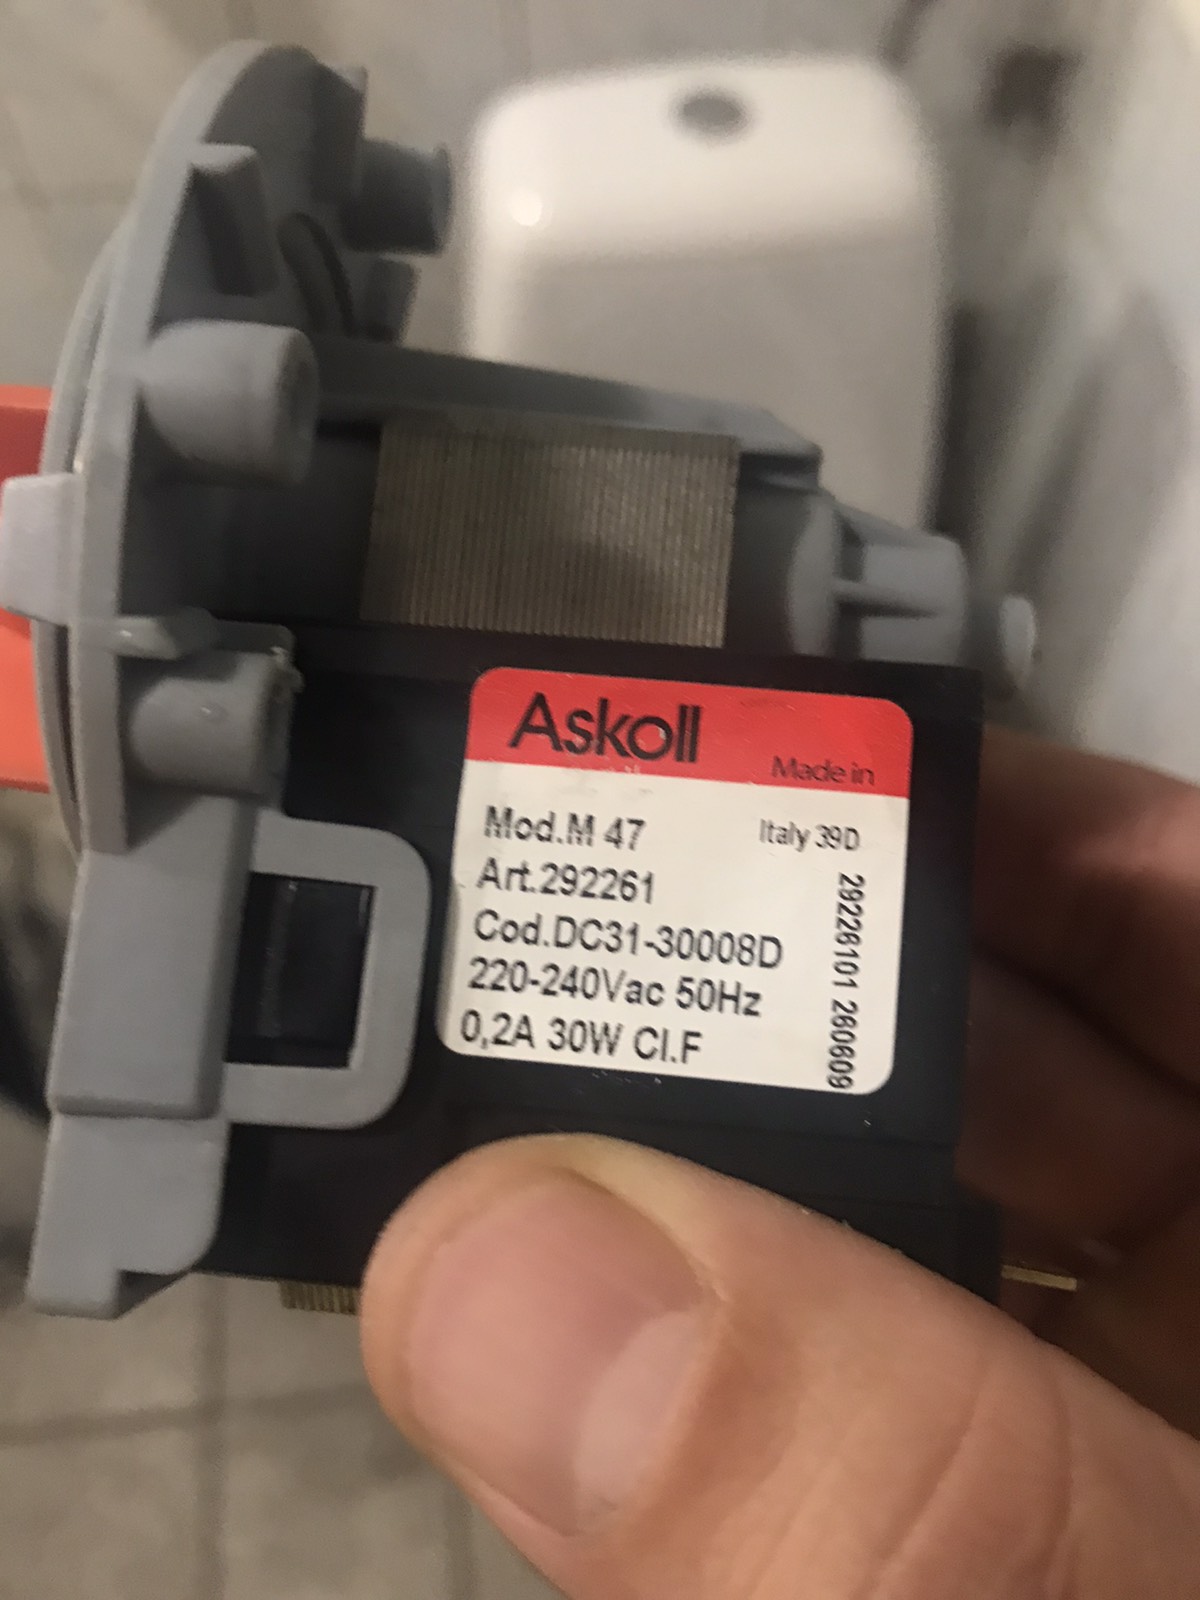 Askoll
Made in
Mod.M 47
Italy 39D
Art.292261
Cod.DC31-30008D
220-240Vac 50Hz
0,2A 30W Cl.F
29226101 260609